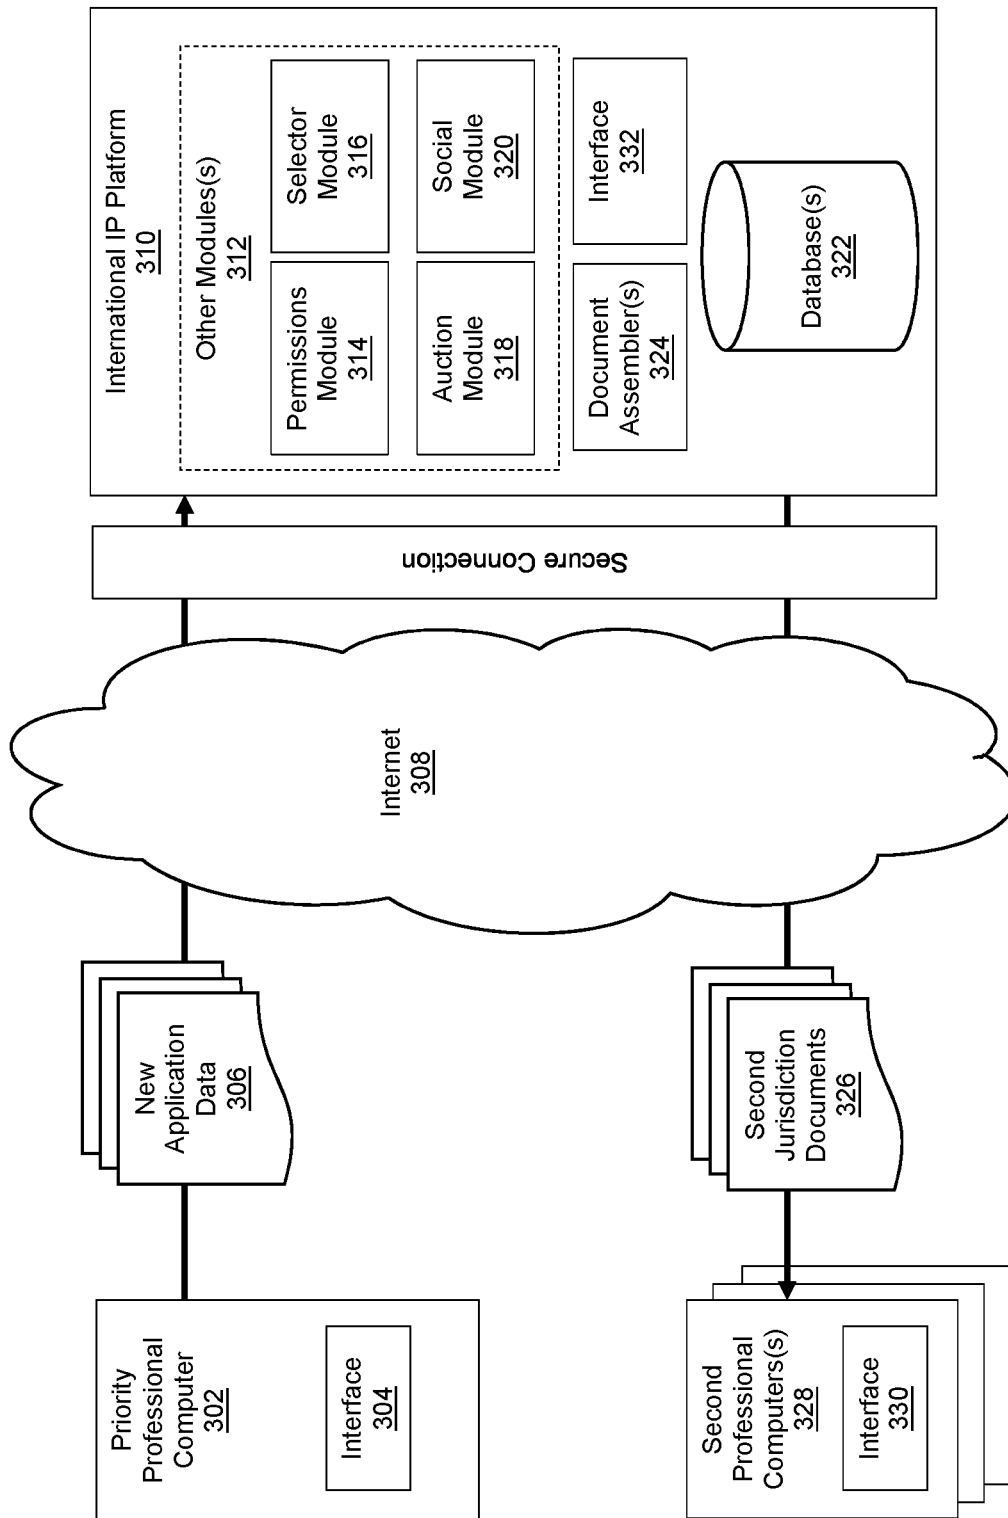 Priority
Professional
Computer
302
Interface
304
New
Application
Data
306
Internet
308
Secure Connection
International IP Platform
310
Other Modules(s)
312
Permissions
Module
314
Selector
Module
316
Auction
Module
318
Social
Module
320
Document
Assembler(s)
324
Interface
332
Database(s)
322
Second
Jurisdiction
Documents
326
Second
Professional
Computers(s)
328
Interface
330